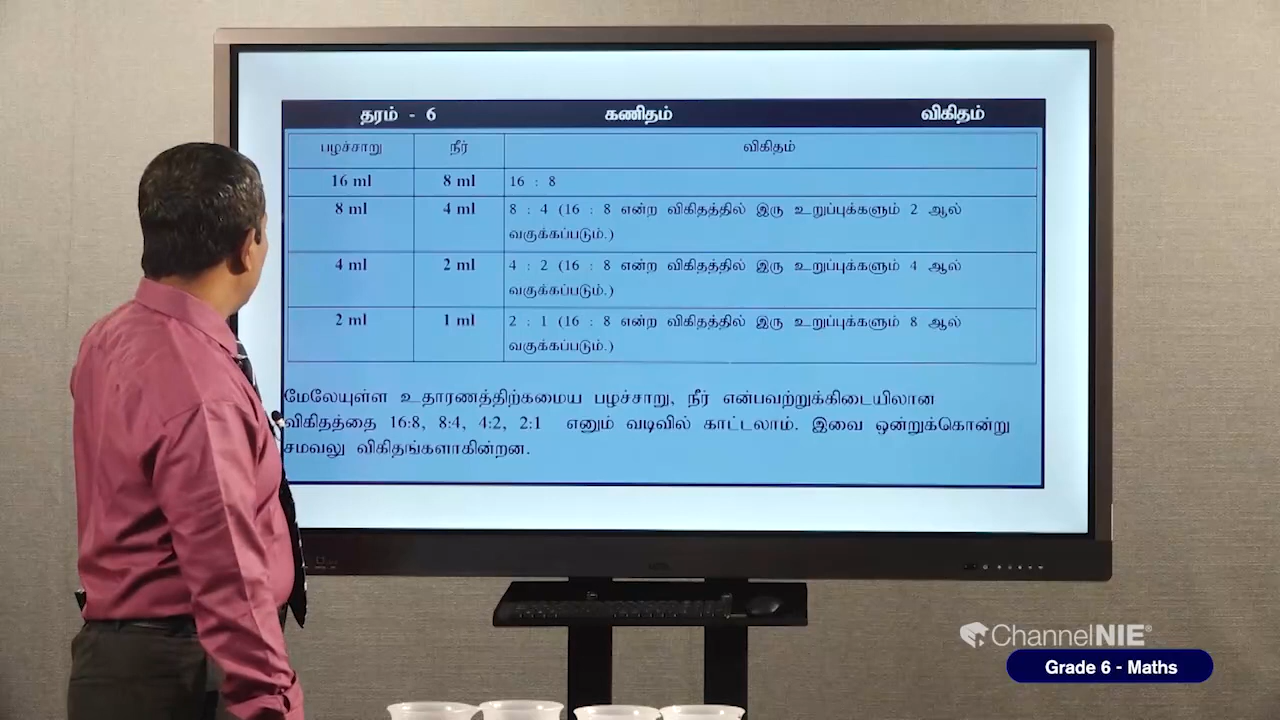 தரம் - 6 கணிதம் விகிதம்
பழச்சாறு நீர் விகிதம்
16 ml 8 ml 16 : 8
8 ml 4 ml 8 : 4 (16 : 8 என்ற விகிதத்தில் இரு உறுப்புக்களும் 2 ஆல்
வகுக்கப்படும்.)
4 ml 2 ml 4 : 2 (16 : 8 என்ற விகிதத்தில் இரு உறுப்புக்களும் 4 ஆல்
வகுக்கப்படும்.)
2 ml 1 ml 2 : 1 (16 : 8 என்ற விகிதத்தில் இரு உறுப்புக்களும் 8 ஆல்
வகுக்கப்படும்.)
மேலேயுள்ள உதாரணத்திற்கமைய பழச்சாறு, நீர் என்பவற்றுக்கிடையிலான
விகிதத்தை 16:8, 8:4, 4:2, 2:1 எனும் வடிவில் காட்டலாம். இவை ஒன்றுக்கொன்று
சமவலு விகிதங்களாகின்றன.
ChannelNIE®
Grade 6 - Maths